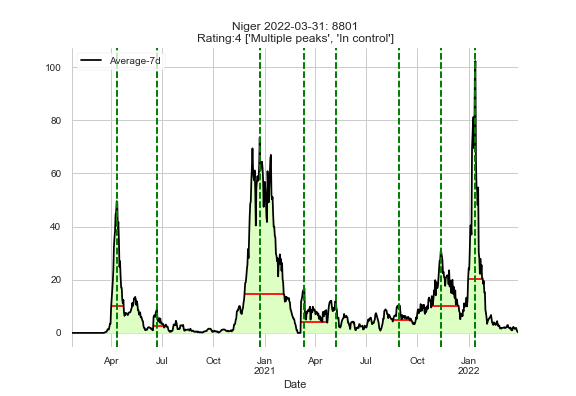 Niger 2022-03-31: 8801
Rating:4 ['Multiple peaks', 'In control']
Average-7d
100
80
60
40
20
0
Apr Jul Oct Jan Apr Jul Oct Jan
2021 2022
Date